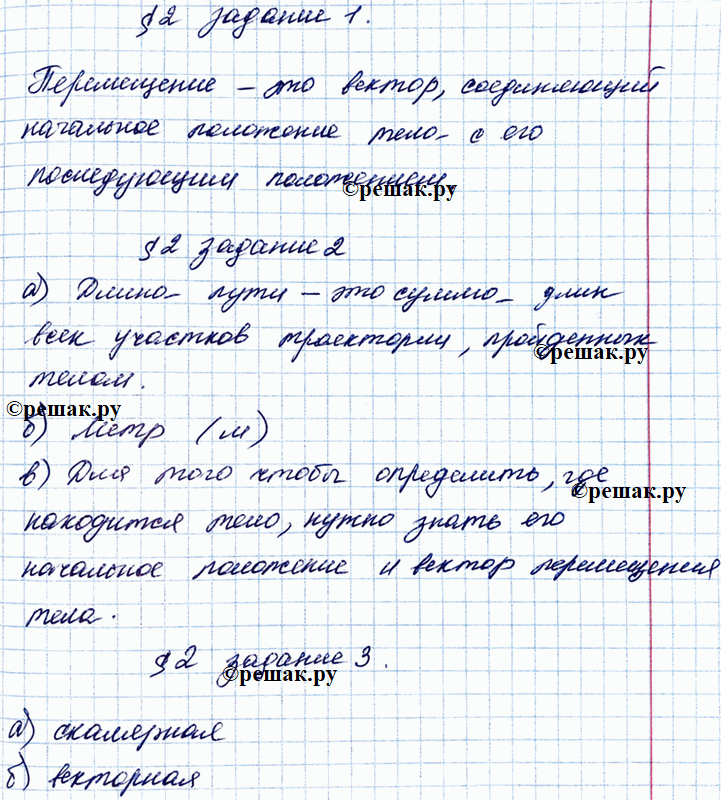 §2 задание 1.
Перемещение – это вектор, соединяющий
начальное положение тела с его
последующим положением.
©решак.ру
§2 задание 2
а) Длина пути – это сумма длин
всех участков траектории, пройденных
©решак.ру
телом.
©решак.ру
б) Метр (м)
в) Для того чтобы определить, где
©решак.ру
находится тело, нужно знать его
начальное положение и вектор перемещения
тела.
§2 задание 3.
©решак.ру
а) скалярная
б) векторная